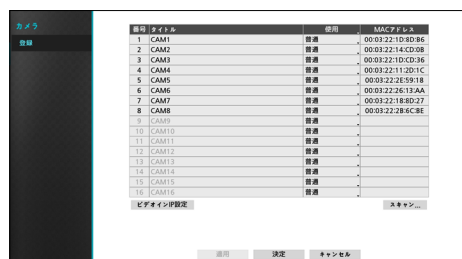 カメラ
登録
番号 タイトル 使用 MACアドレス
1 CAM1 普通 00:03:22:1D:8D:B6
2 CAM2 普通 00:03:22:14:CD:0B
3 CAM3 普通 00:03:22:1D:CD:36
4 CAM4 普通 00:03:22:11:2D:1C
5 CAM5 普通 00:03:22:2E:59:18
6 CAM6 普通 00:03:22:26:13:AA
7 CAM7 普通 00:03:22:18:8D:27
8 CAM8 普通 00:03:22:2B:6C:BE
9 CAM9 普通
10 CAM10 普通
11 CAM11 普通
12 CAM12 普通
13 CAM13 普通
14 CAM14 普通
15 CAM15 普通
16 CAM16 普通
ビデオインIP設定 スキャン...
適用 決定 キャンセル